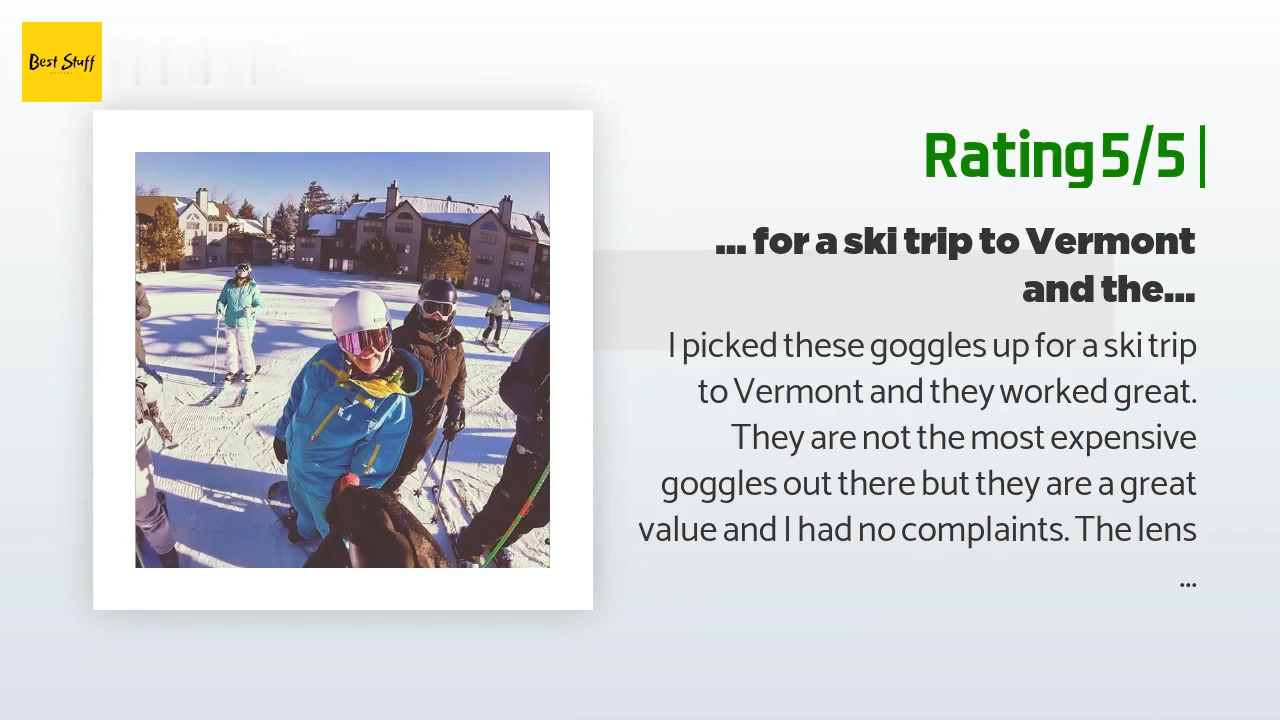 Best Stuff
Rating 5/5 |
... for a ski trip to Vermont
and the...
I picked these goggles up for a ski trip
to Vermont and they worked great.
They are not the most expensive
goggles out there but they are a great
value and I had no complaints. The lens
...